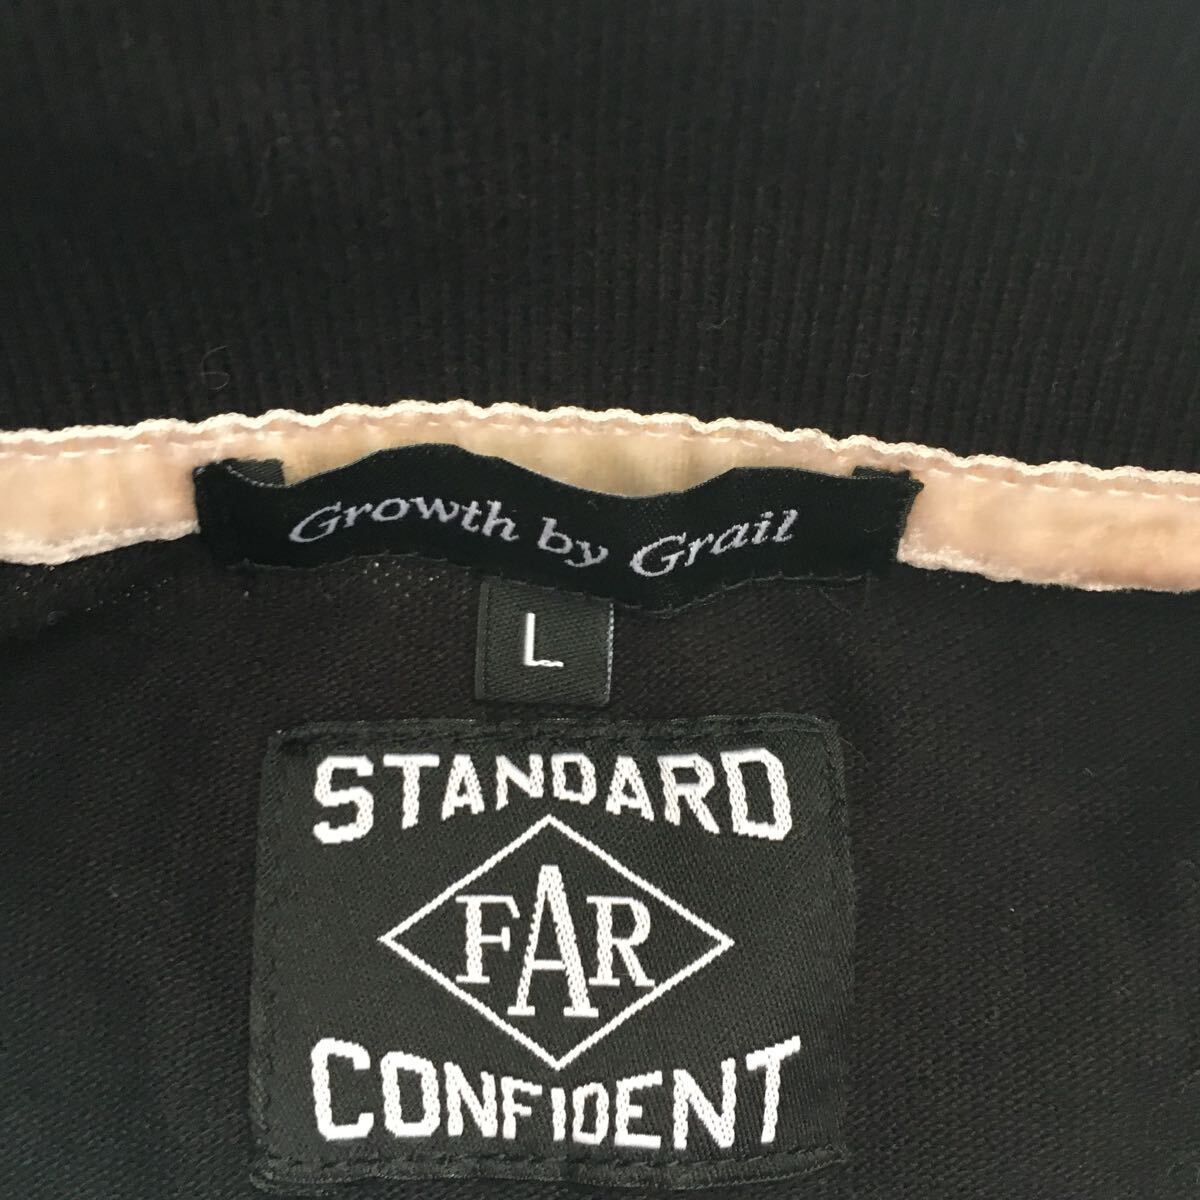 Growth by Grail
L
STANDARD
FAR
CONFIDENT